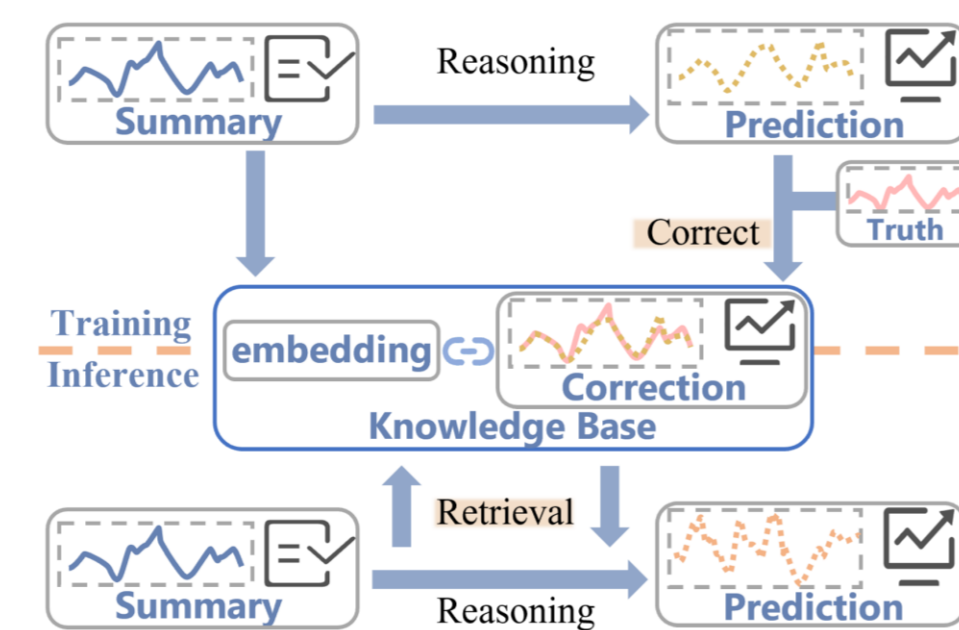 Reasoning
Summary
Prediction
Correct
Truth
Training
Inference
embedding
Correction
Knowledge Base
Retrieval
Summary
Reasoning
Prediction